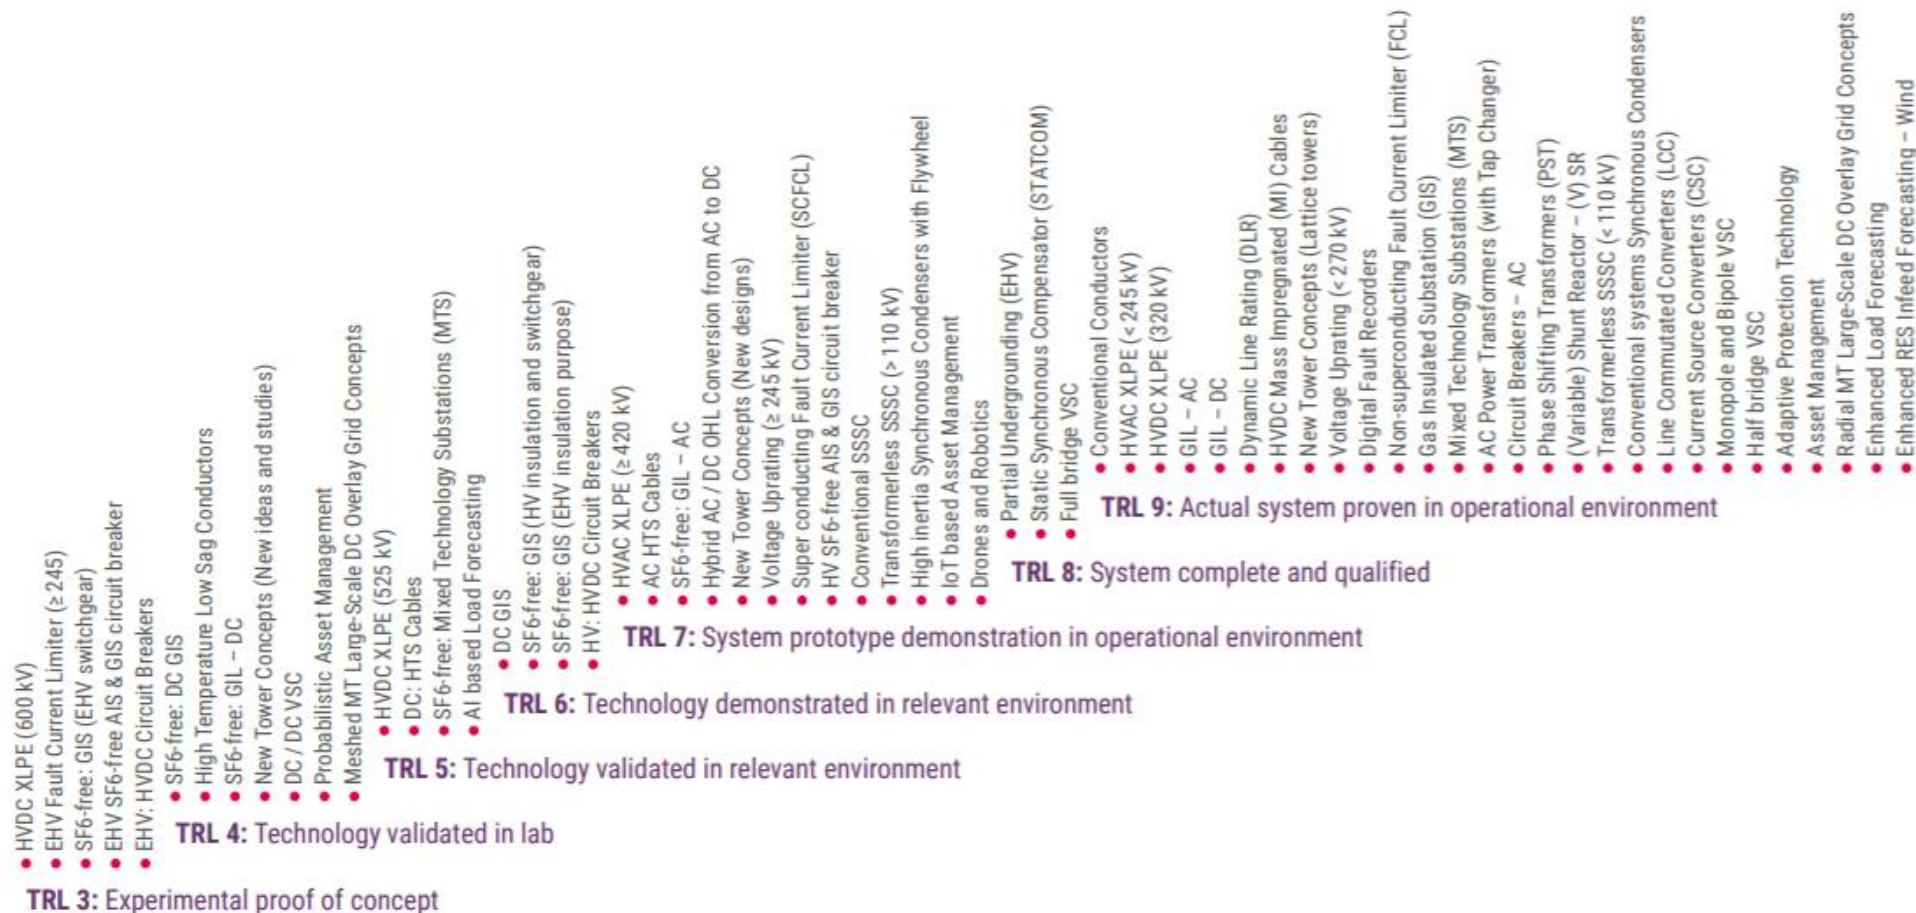 HVDC XLPE (600 kV)
EHV Fault Current Limiter (≥ 245)
SF6-free: GIS (EHV switchgear)
EHV SF6-free AIS & GIS circuit breaker
EHV: HVDC Circuit Breakers
TRL 3: Experimental proof of concept
SF6-free: DC GIS
High Temperature Low Sag Conductors
SF6-free: GIL – DC
New Tower Concepts (New ideas and studies)
DC / DC VSC
Probabilistic Asset Management
Meshed MT Large-Scale DC Overlay Grid Concepts
TRL 4: Technology validated in lab
HVDC XLPE (525 kV)
DC: HTS Cables
SF6-free: Mixed Technology Substations (MTS)
AI based Load Forecasting
TRL 5: Technology validated in relevant environment
DC GIS
SF6-free: GIS (HV insulation and switchgear)
SF6-free: GIS (EHV insulation purpose)
HV: HVDC Circuit Breakers
TRL 6: Technology demonstrated in relevant environment
HVAC XLPE (≥ 420 kV)
AC HTS Cables
SF6-free: GIL – AC
Hybrid AC / DC OHL Conversion from AC to DC
New Tower Concepts (New designs)
Voltage Uprating (≥ 245 kV)
Super conducting Fault Current Limiter (SCFCL)
HV SF6-free AIS & GIS circuit breaker
Conventional SSSC
Transformerless SSSC (> 110 kV)
High inertia Synchronous Condensers with Flywheel
IoT based Asset Management
Drones and Robotics
TRL 7: System prototype demonstration in operational environment
Partial Undergrounding (EHV)
Static Synchronous Compensator (STATCOM)
Full bridge VSC
TRL 8: System complete and qualified
Conventional Conductors
HVAC XLPE (< 245 kV)
HVDC XLPE (320 kV)
GIL – AC
GIL – DC
Dynamic Line Rating (DLR)
HVDC Mass Impregnated (MI) Cables
New Tower Concepts (Lattice towers)
Voltage Uprating (< 270 kV)
Digital Fault Recorders
Non-superconducting Fault Current Limiter (FCL)
Gas Insulated Substation (GIS)
Mixed Technology Substations (MTS)
AC Power Transformers (with Tap Changer)
Circuit Breakers – AC
Phase Shifting Transformers (PST)
(Variable) Shunt Reactor – (V) SR
Transformerless SSSC (< 110 kV)
Conventional systems Synchronous Condensers
Line Commutated Converters (LCC)
Current Source Converters (CSC)
Monopole and Bipole VSC
Half bridge VSC
Adaptive Protection Technology
Asset Management
Radial MT Large-Scale DC Overlay Grid Concepts
Enhanced Load Forecasting
Enhanced RES Infeed Forecasting – Wind
TRL 9: Actual system proven in operational environment